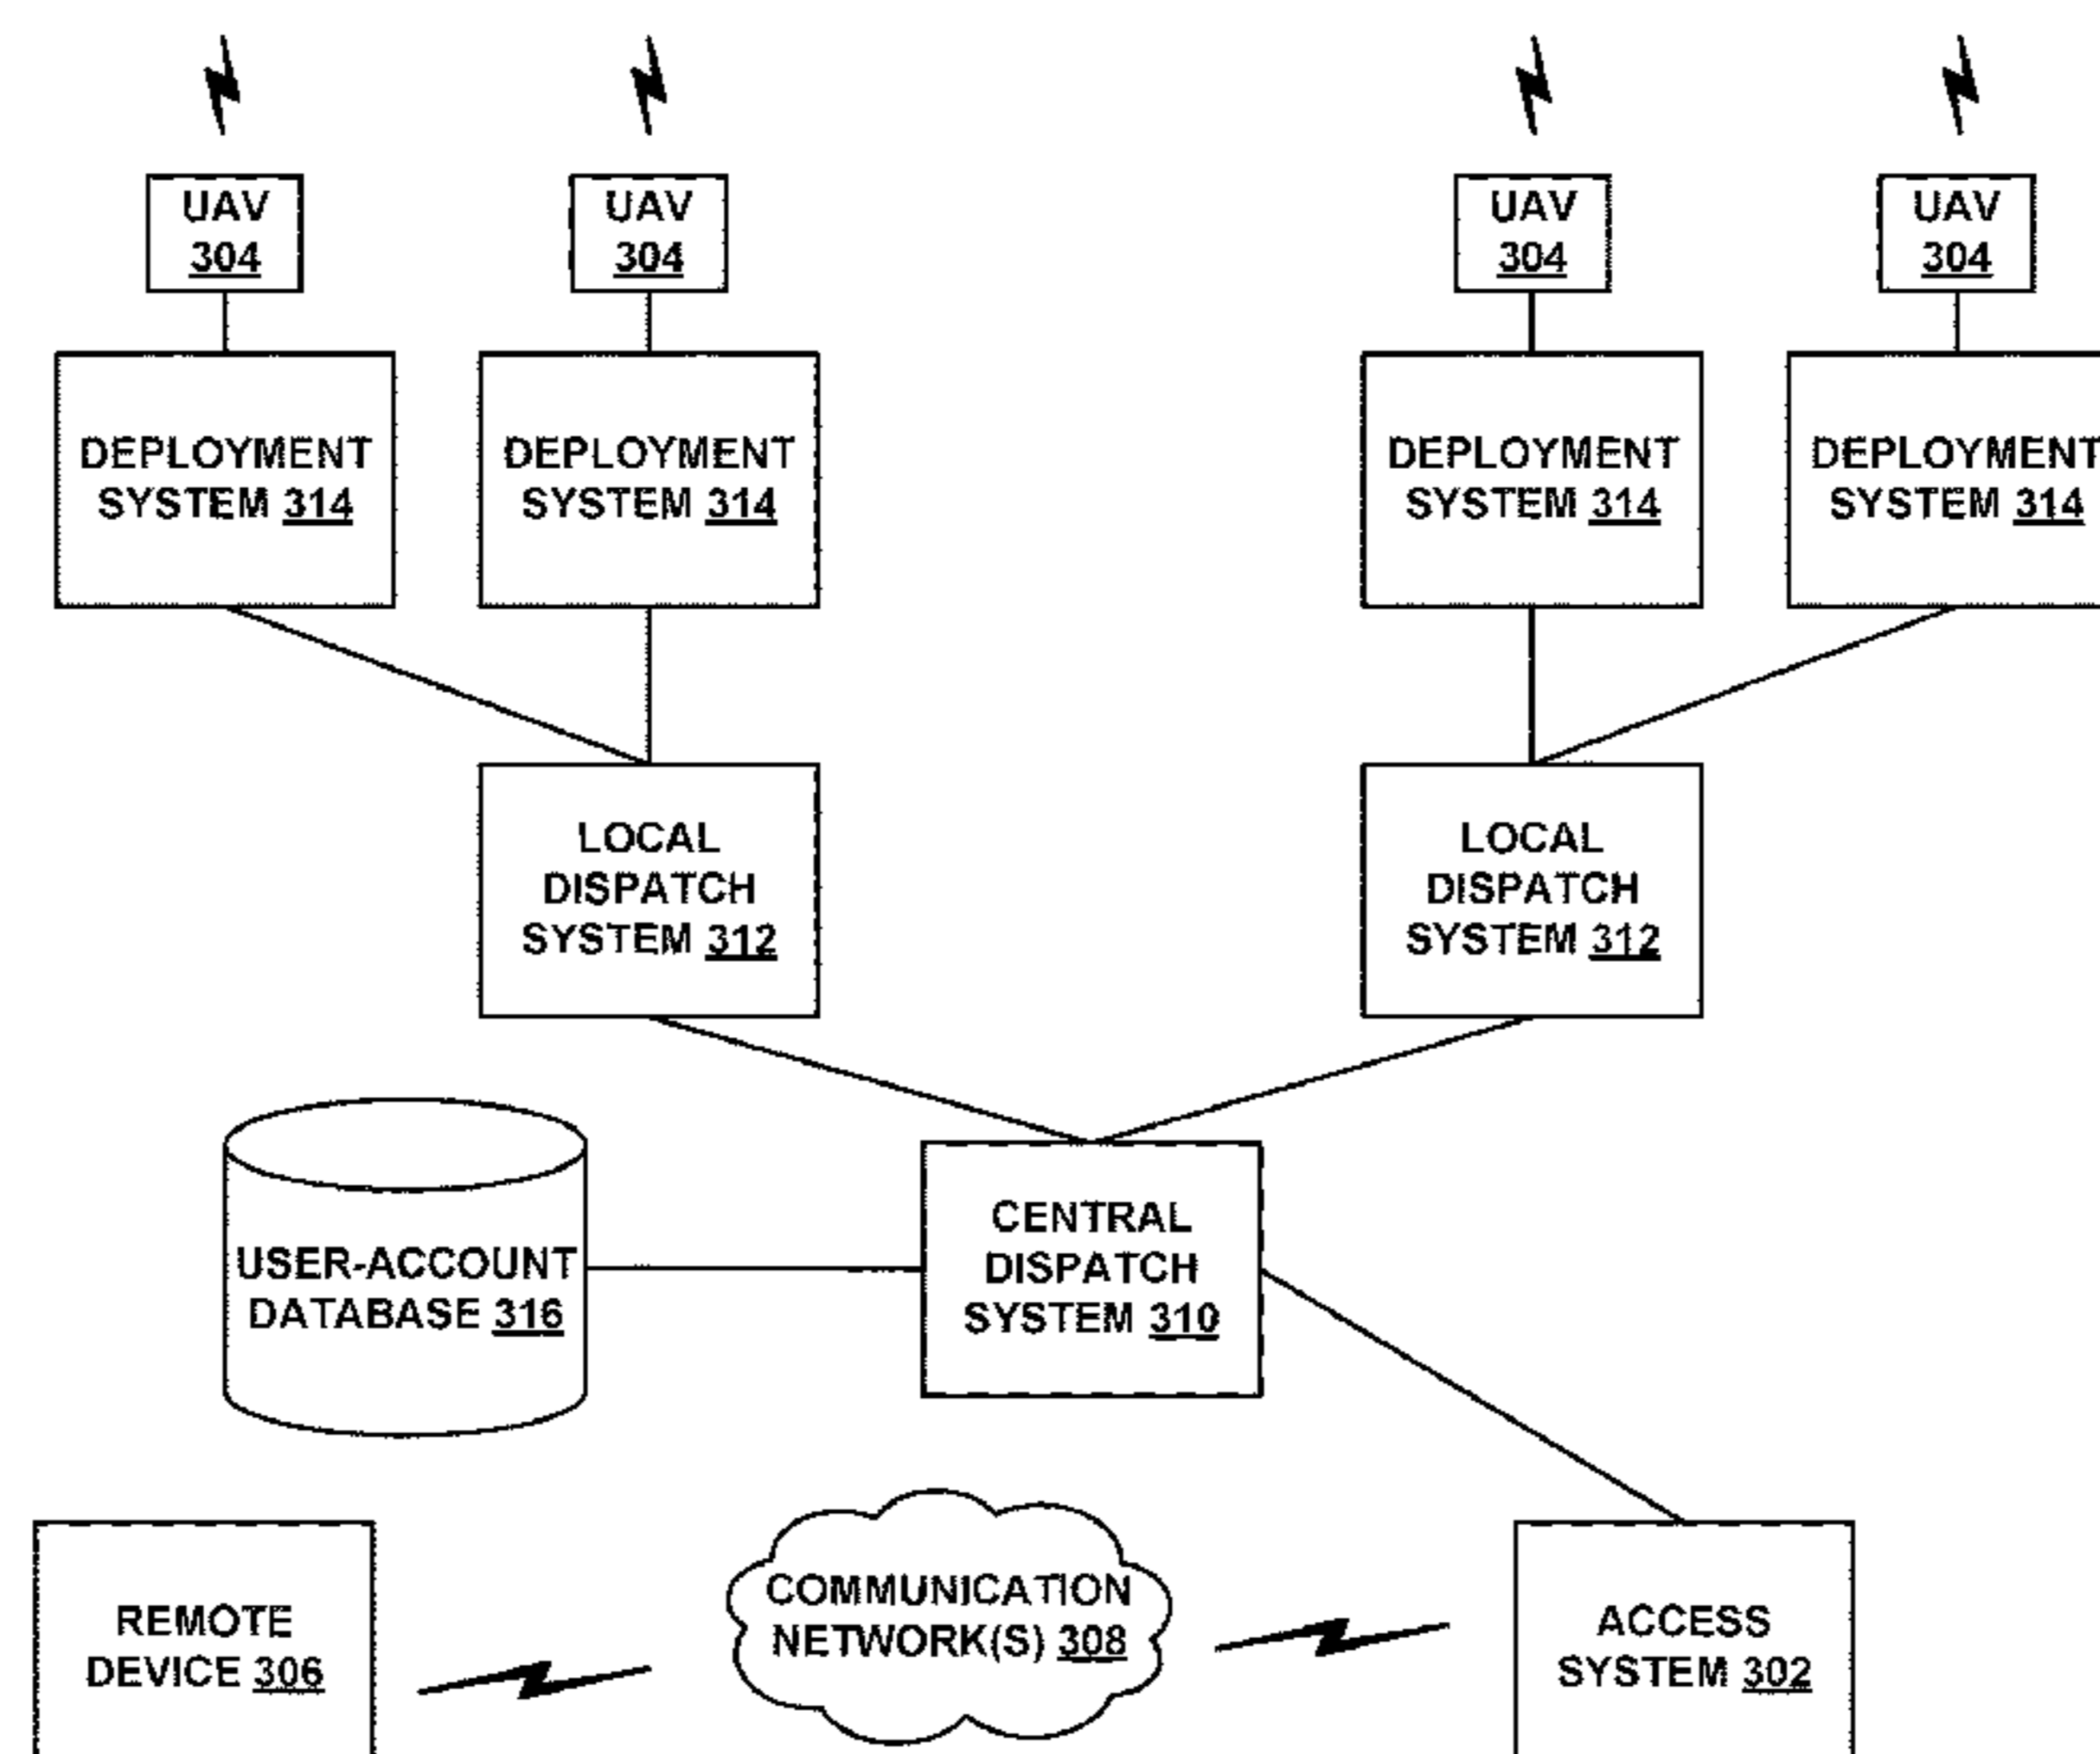 UAV
304
UAV
304
UAV
304
UAV
304
DEPLOYMENT
SYSTEM 314
DEPLOYMENT
SYSTEM 314
DEPLOYMENT
SYSTEM 314
DEPLOYMENT
SYSTEM 314
LOCAL
DISPATCH
SYSTEM 312
LOCAL
DISPATCH
SYSTEM 312
USER-ACCOUNT
DATABASE 316
CENTRAL
DISPATCH
SYSTEM 310
REMOTE
DEVICE 306
COMMUNICATION
NETWORK(S) 308
ACCESS
SYSTEM 302